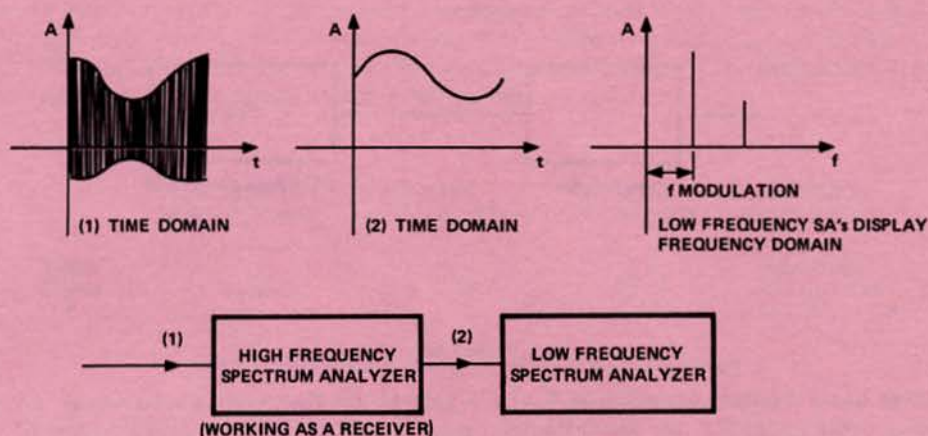 A
t
(1) TIME DOMAIN
A
t
(2) TIME DOMAIN
A
f
f MODULATION
LOW FREQUENCY SA's DISPLAY
FREQUENCY DOMAIN
(1)
HIGH FREQUENCY
SPECTRUM ANALYZER
(WORKING AS A RECEIVER)
(2)
LOW FREQUENCY
SPECTRUM ANALYZER